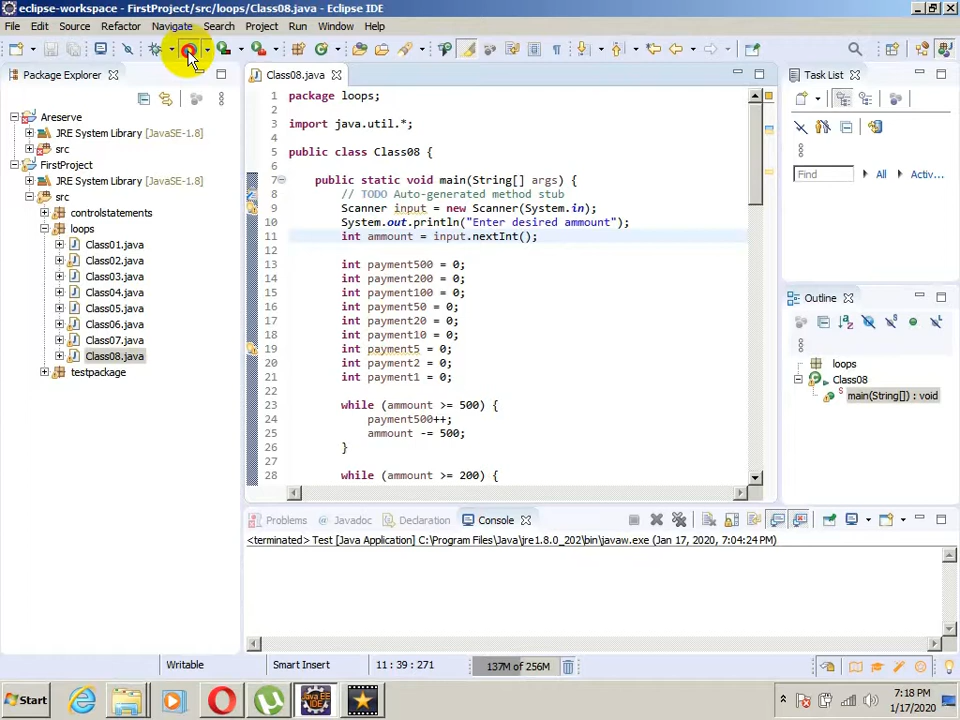 eclipse-workspace - FirstProject/src/loops/Class08.java - Eclipse IDE
File Edit Source Refactor Navigate Search Project Run Window Help
Package Explorer
Areserve
JRE System Library [JavaSE-1.8]
src
FirstProject
JRE System Library [JavaSE-1.8]
src
controlstatements
loops
Class01.java
Class02.java
Class03.java
Class04.java
Class05.java
Class06.java
Class07.java
Class08.java
testpackage
Class08.java
1 package loops;
2
3 import java.util.*;
4
5 public class Class08 {
6
7 public static void main(String[] args) {
8 // TODO Auto-generated method stub
9 Scanner input = new Scanner(System.in);
10 System.out.println("Enter desired ammount");
11 int ammount = input.nextInt();
12
13 int payment500 = 0;
14 int payment200 = 0;
15 int payment100 = 0;
16 int payment50 = 0;
17 int payment20 = 0;
18 int payment10 = 0;
19 int payment5 = 0;
20 int payment2 = 0;
21 int payment1 = 0;
22
23 while (ammount >= 500) {
24 payment500++;
25 ammount -= 500;
26 }
27
28 while (ammount >= 200) {
Task List
Find All Activ...
Outline
loops
Class08
main(String[]) : void
Problems Javadoc Declaration Console
<terminated> Test [Java Application] C:\Program Files\Java\jre1.8.0_202\bin\javaw.exe (Jan 17, 2020, 7:04:24 PM)
Writable Smart Insert 11 : 39 : 271 137M of 256M
Start
7:18 PM
1/17/2020